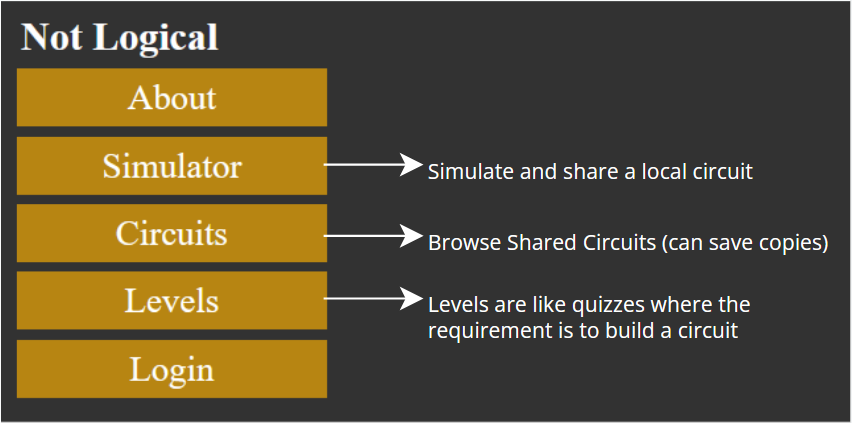 Not Logical
About
Simulator
Simulate and share a local circuit
Circuits
Browse Shared Circuits (can save copies)
Levels
Levels are like quizzes where the
requirement is to build a circuit
Login